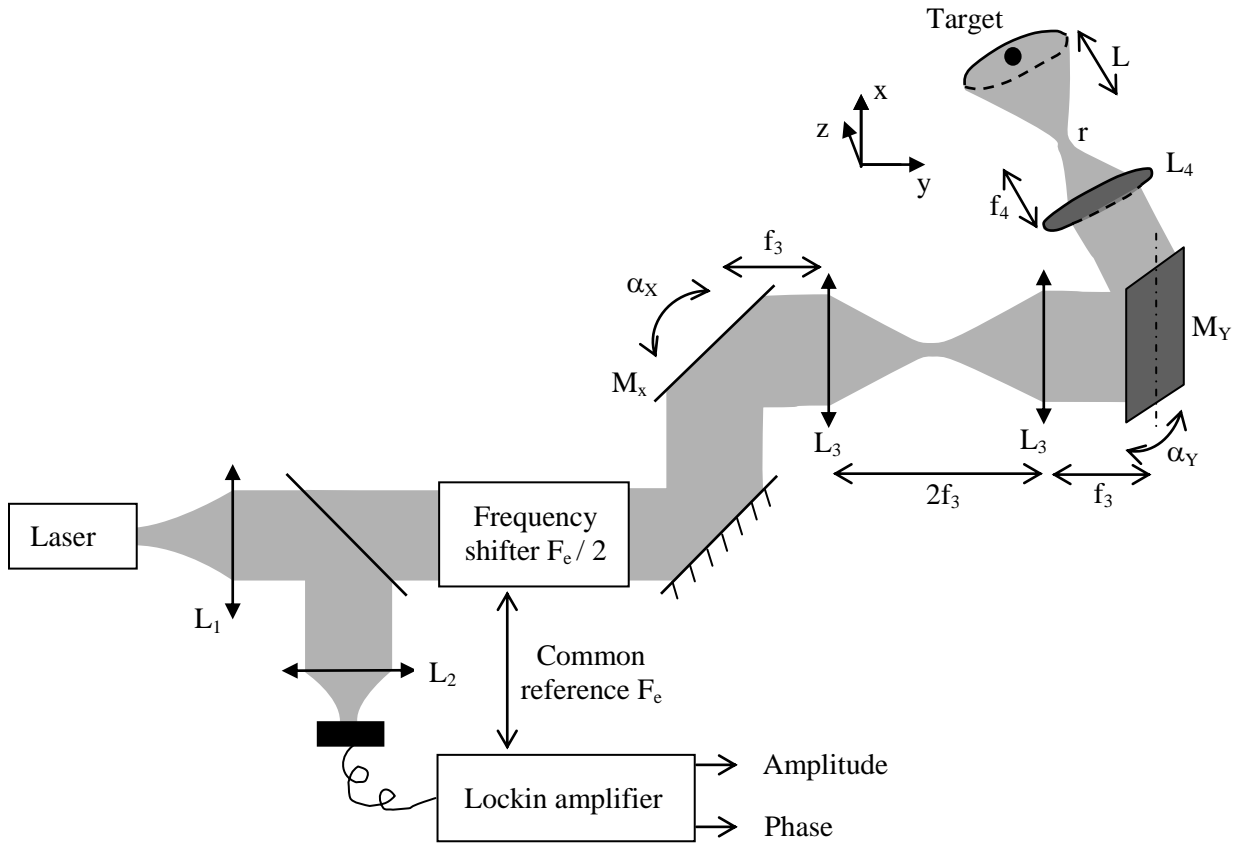 Target
L
x
z
r
y
L₄
f₄
f₃
αX
Mₓ
MY
L₃
L₃
αY
2f₃
f₃
Laser
Frequency
shifter Fₑ / 2
L₁
L₂
Common
reference Fₑ
Lockin amplifier
Amplitude
Phase